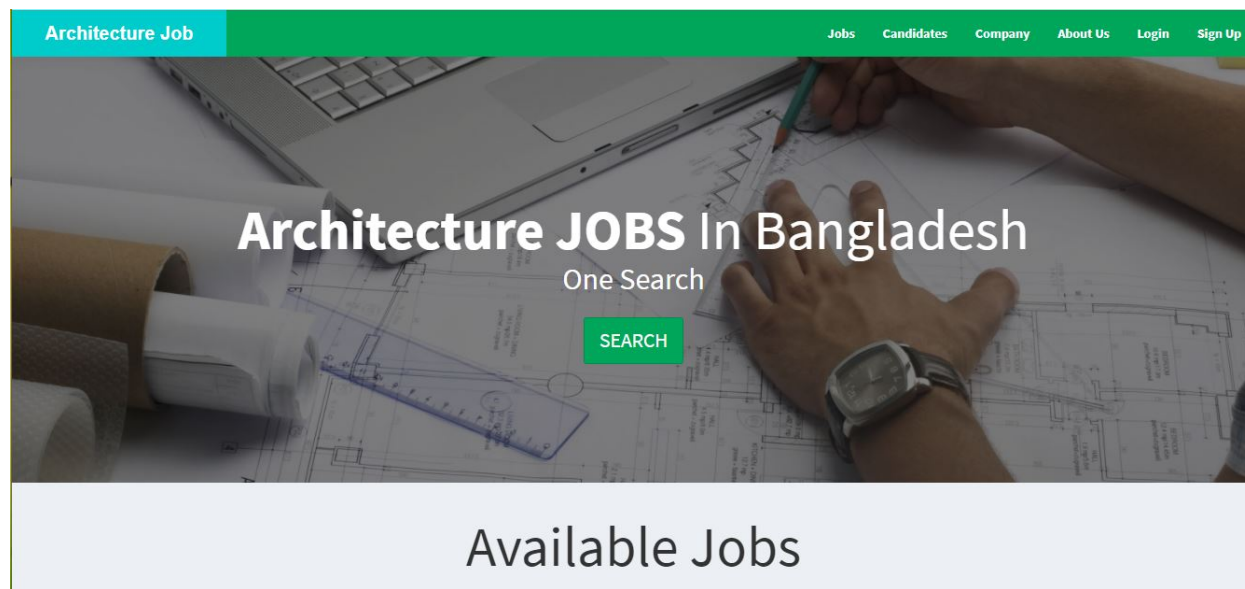 Architecture Job
Jobs Candidates Company About Us Login Sign Up
Architecture JOBS In Bangladesh
One Search
SEARCH
Available Jobs